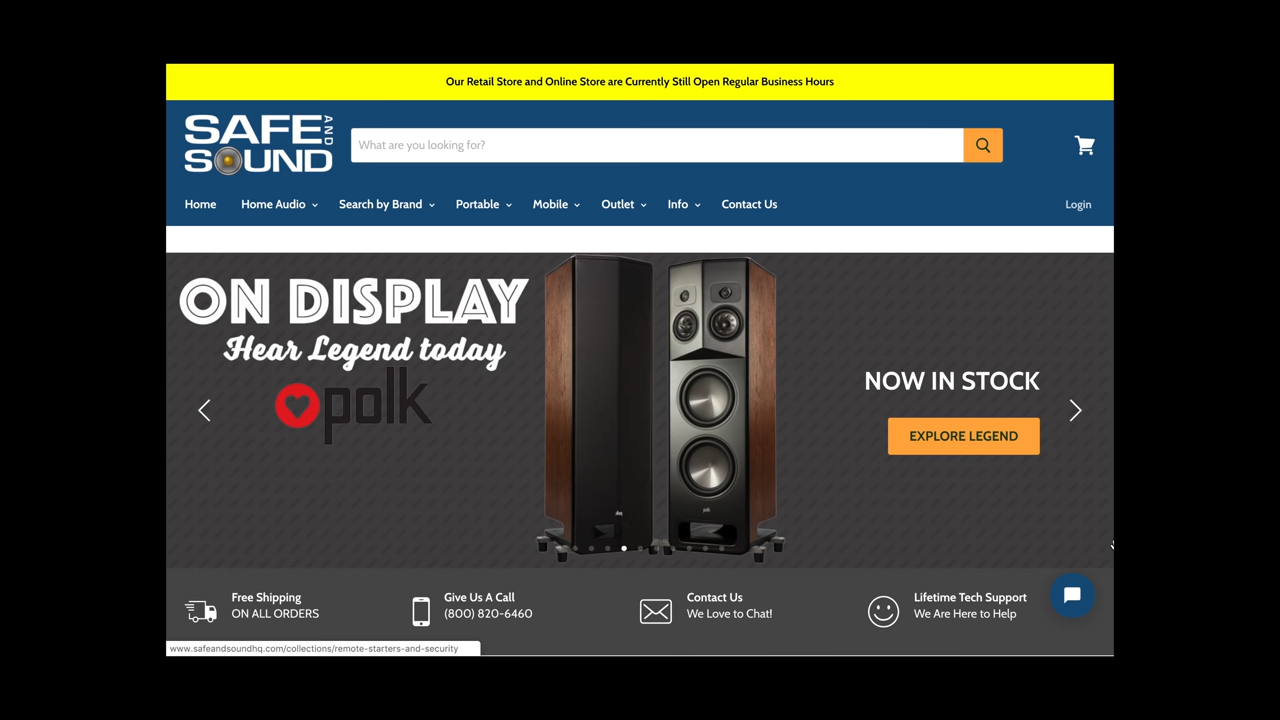 Our Retail Store and Online Store are Currently Still Open Regular Business Hours
SAFE AND
SOUND
What are you looking for?
Home Home Audio Search by Brand Portable Mobile Outlet Info Contact Us Login
ON DISPLAY
Hear Legend today
polk
NOW IN STOCK
EXPLORE LEGEND
polk
Free Shipping
ON ALL ORDERS
Give Us A Call
(800) 820-6460
Contact Us
We Love to Chat!
Lifetime Tech Support
We Are Here to Help
www.safeandsoundhq.com/collections/remote-starters-and-security